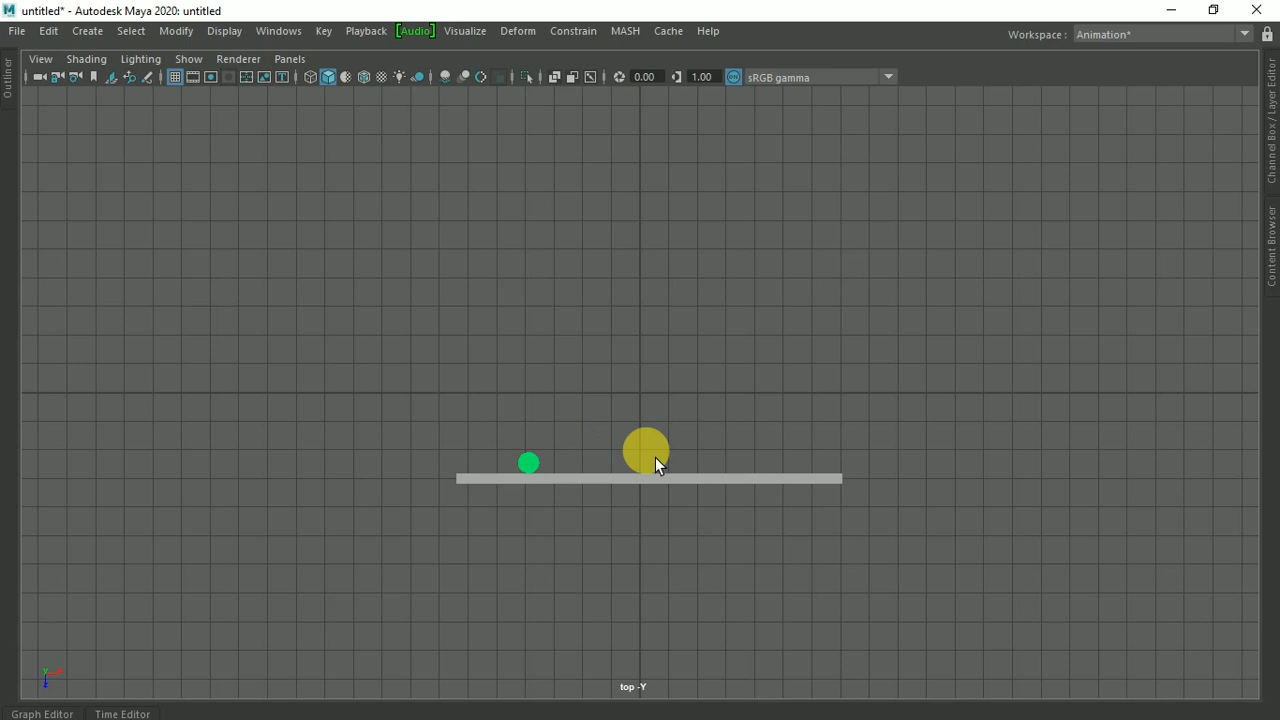 untitled* - Autodesk Maya 2020: untitled
File Edit Create Select Modify Display Windows Key Playback [Audio] Visualize Deform Constrain MASH Cache Help Workspace : Animation*
View Shading Lighting Show Renderer Panels
0.00 1.00 ON sRGB gamma
Outliner
Channel Box / Layer Editor
Content Browser
y x z
top -Y
Graph Editor Time Editor